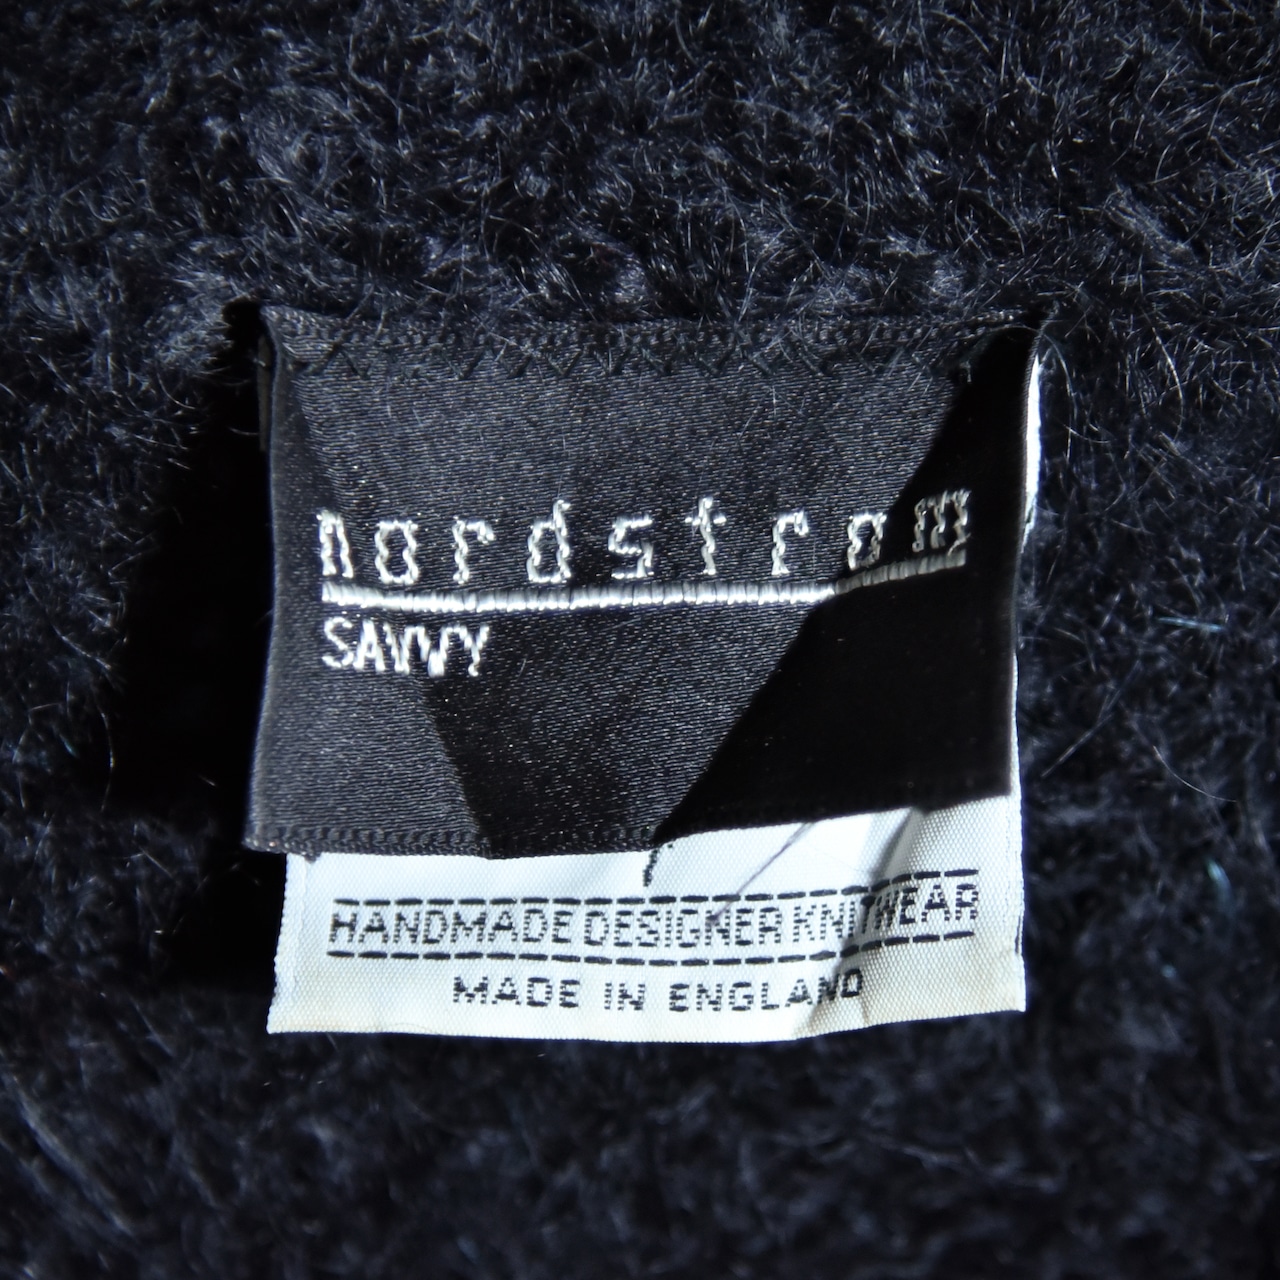 nordstrom
SAVVY
HANDMADE DESIGNER KNITWEAR
MADE IN ENGLAND